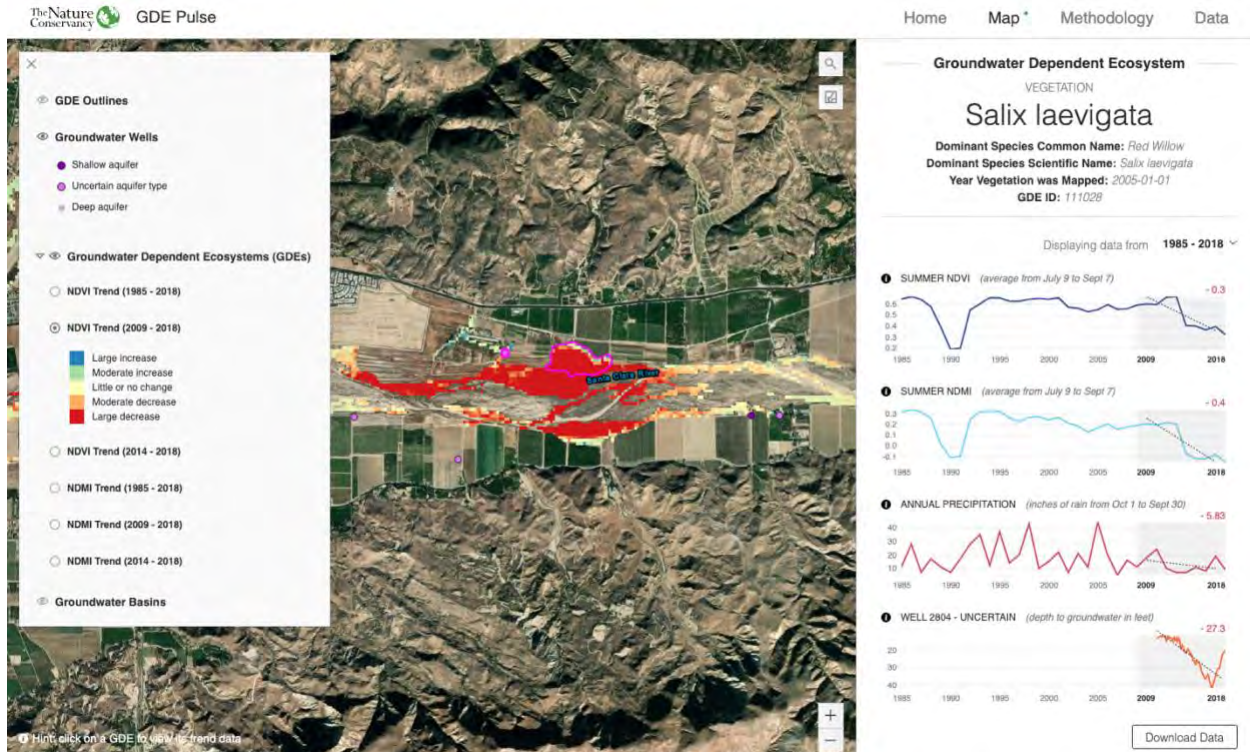 The Nature
Conservancy
GDE Pulse
Home Map Methodology Data
GDE Outlines
Groundwater Wells
Shallow aquifer
Uncertain aquifer type
Deep aquifer
Groundwater Dependent Ecosystems (GDEs)
NDVI Trend (1985 - 2018)
NDVI Trend (2009 - 2018)
Large increase
Moderate increase
Little or no change
Moderate decrease
Large decrease
NDVI Trend (2014 - 2018)
NDMI Trend (1985 - 2018)
NDMI Trend (2009 - 2018)
NDMI Trend (2014 - 2018)
Groundwater Basins
Hint: click on a GDE to view its trend data
Santa Clara River
Groundwater Dependent Ecosystem
VEGETATION
Salix laevigata
Dominant Species Common Name: Red Willow
Dominant Species Scientific Name: Salix laevigata
Year Vegetation was Mapped: 2005-01-01
GDE ID: 111028
Displaying data from 1985 - 2018
SUMMER NDVI (average from July 9 to Sept 7)
- 0.3
0.6
0.5
0.4
0.3
0.2
1985 1990 1995 2000 2005 2009 2018
SUMMER NDMI (average from July 9 to Sept 7)
- 0.4
0.3
0.2
0.1
0.0
-0.1
1985 1990 1995 2000 2005 2009 2018
ANNUAL PRECIPITATION (inches of rain from Oct 1 to Sept 30)
- 5.83
40
30
20
10
1985 1990 1995 2000 2005 2009 2018
WELL 2804 - UNCERTAIN (depth to groundwater in feet)
- 27.3
20
30
40
1985 1990 1995 2000 2005 2009 2018
Download Data